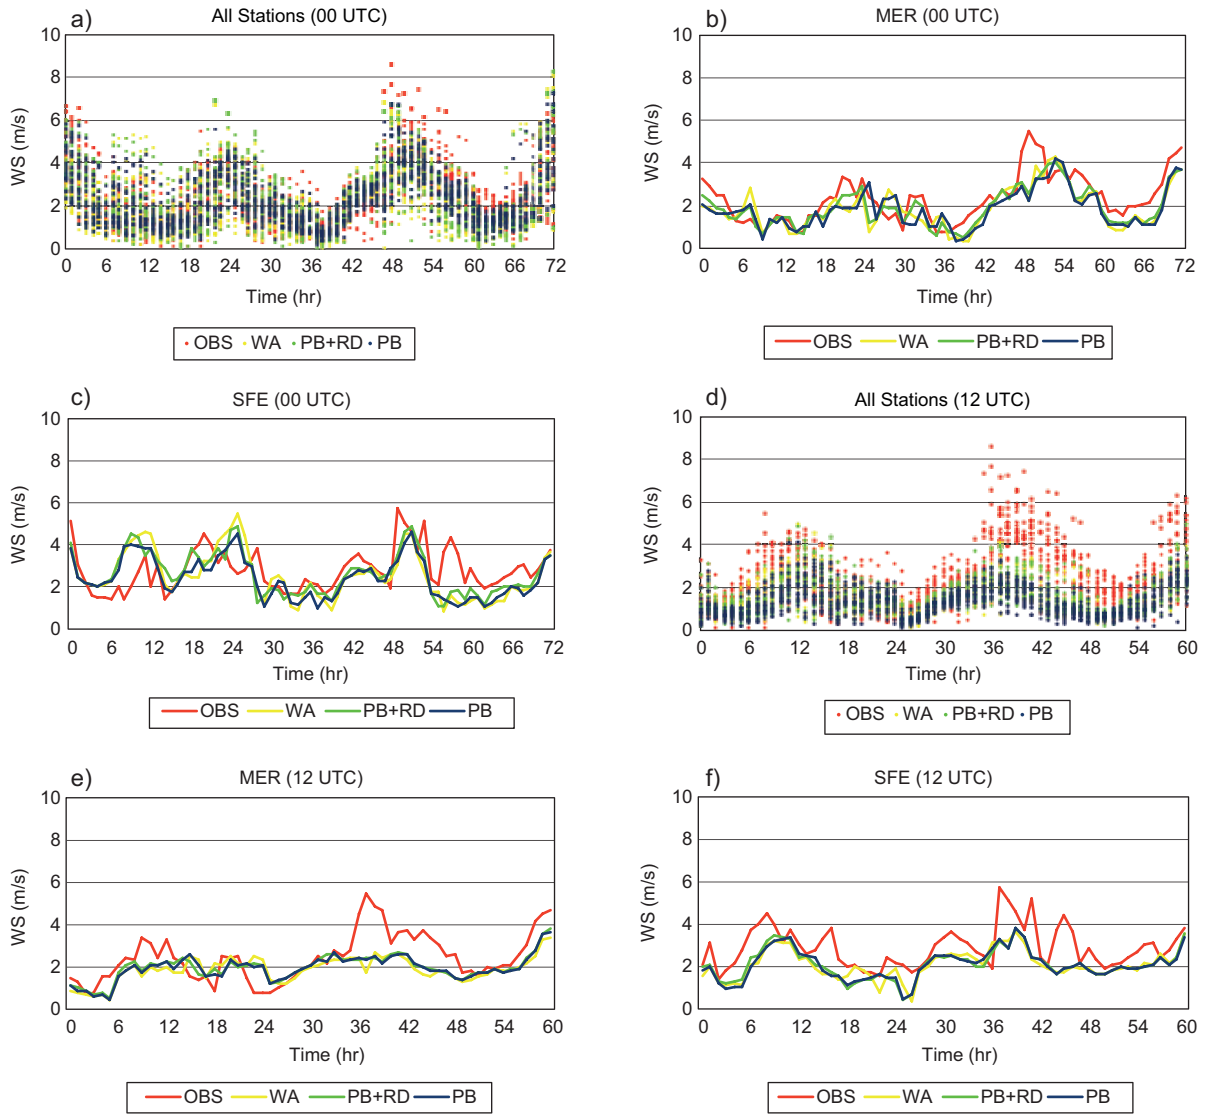 a) All Stations (00 UTC)
10
8
6
4
2
0
WS (m/s)
0 6 12 18 24 30 36 42 48 54 60 66 72
Time (hr)
OBS WA PB+RD PB
b) MER (00 UTC)
10
8
6
4
2
0
WS (m/s)
0 6 12 18 24 30 36 42 48 54 60 66 72
Time (hr)
OBS WA PB+RD PB
c) SFE (00 UTC)
10
8
6
4
2
0
WS (m/s)
0 6 12 18 24 30 36 42 48 54 60 66 72
Time (hr)
OBS WA PB+RD PB
d) All Stations (12 UTC)
10
8
6
4
2
0
WS (m/s)
0 6 12 18 24 30 36 42 48 54 60
Time (hr)
OBS WA PB+RD PB
e) MER (12 UTC)
10
8
6
4
2
0
WS (m/s)
0 6 12 18 24 30 36 42 48 54 60
Time (hr)
OBS WA PB+RD PB
f) SFE (12 UTC)
10
8
6
4
2
0
WS (m/s)
0 6 12 18 24 30 36 42 48 54 60
Time (hr)
OBS WA PB+RD PB